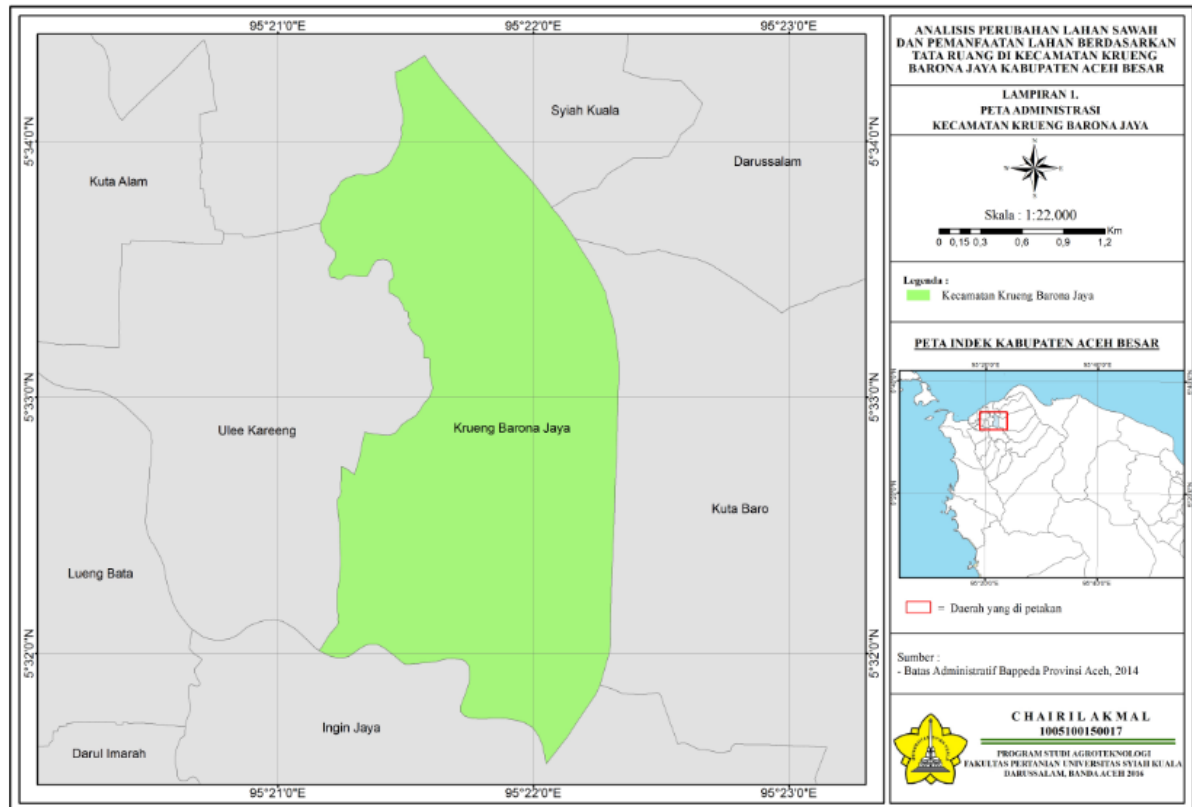 95°21'0"E
95°22'0"E
95°23'0"E
5°34'0"N
5°34'0"N
5°33'0"N
5°33'0"N
5°32'0"N
5°32'0"N
Syiah Kuala
Darussalam
Kuta Alam
Ulee Kareeng
Krueng Barona Jaya
Kuta Baro
Lueng Bata
Ingin Jaya
Darul Imarah
95°21'0"E
95°22'0"E
95°23'0"E
ANALISIS PERUBAHAN LAHAN SAWAH
DAN PEMANFAATAN LAHAN BERDASARKAN
TATA RUANG DI KECAMATAN KRUENG
BARONA JAYA KABUPATEN ACEH BESAR
LAMPIRAN 1.
PETA ADMINISTRASI
KECAMATAN KRUENG BARONA JAYA
N
W
E
S
Skala : 1:22.000
Km
0 0,15 0,3 0,6 0,9 1,2
Legenda :
Kecamatan Krueng Barona Jaya
PETA INDEK KABUPATEN ACEH BESAR
= Daerah yang di petakan
Sumber :
- Batas Administratif Bappeda Provinsi Aceh, 2014
CHAIRIL AKMAL
1005100150017
PROGRAM STUDI AGROTEKNOLOGI
FAKULTAS PERTANIAN UNIVERSITAS SYIAH KUALA
DARUSSALAM, BANDA ACEH 2016